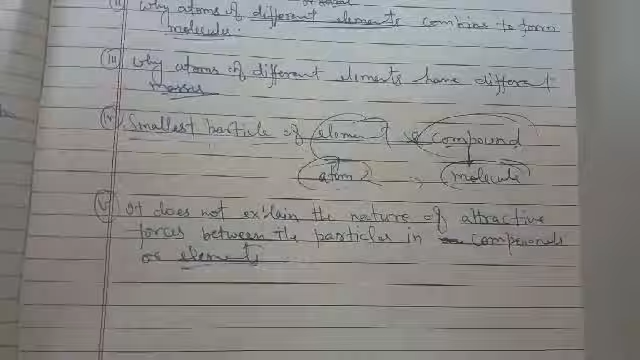 (ii) Why atoms of different elements combine to form
molecules.
(iii) Why atoms of different elements have different
masses
(iv) Smallest particle of element & compound
atom molecule
(v) It does not explain the nature of attractive
forces between the particles in compounds
or elements